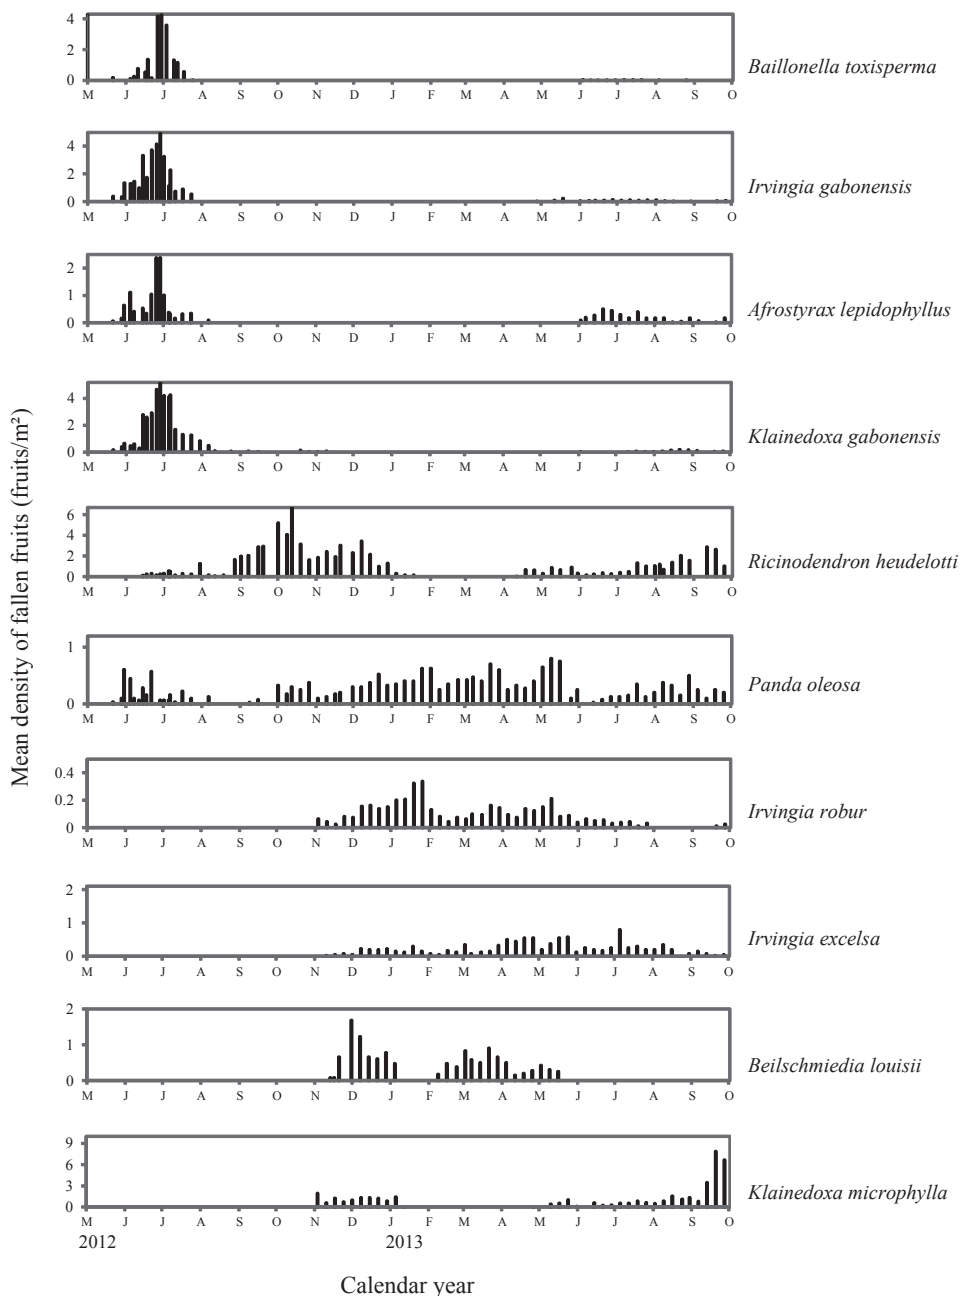 4
2
0
M J J A S O N D J F M A M J J A S O
Baillonella toxisperma
4
2
0
M J J A S O N D J F M A M J J A S O
Irvingia gabonensis
2
1
0
M J J A S O N D J F M A M J J A S O
Afrostyrax lepidophyllus
4
2
0
M J J A S O N D J F M A M J J A S O
Klainedoxa gabonensis
6
4
2
0
M J J A S O N D J F M A M J J A S O
Ricinodendron heudelotti
1
0
M J J A S O N D J F M A M J J A S O
Panda oleosa
0.4
0.2
0
M J J A S O N D J F M A M J J A S O
Irvingia robur
2
1
0
M J J A S O N D J F M A M J J A S O
Irvingia excelsa
2
1
0
M J J A S O N D J F M A M J J A S O
Beilschmiedia louisii
9
6
3
0
M J J A S O N D J F M A M J J A S O
Klainedoxa microphylla
2012 2013
Calendar year
Mean density of fallen fruits (fruits/m²)